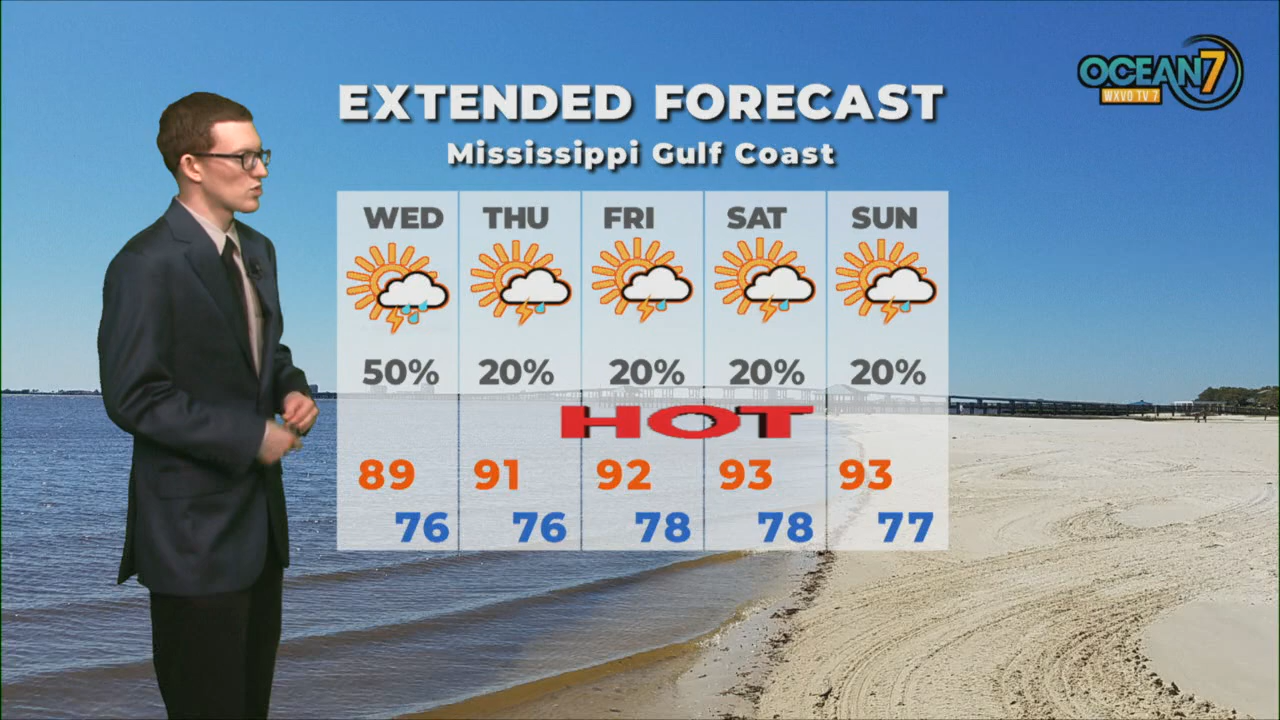 OCEAN7
WXVO TV 7
EXTENDED FORECAST
Mississippi Gulf Coast
WED THU FRI SAT SUN
50% 20% 20% 20% 20%
HOT
89 91 92 93 93
76 76 78 78 77